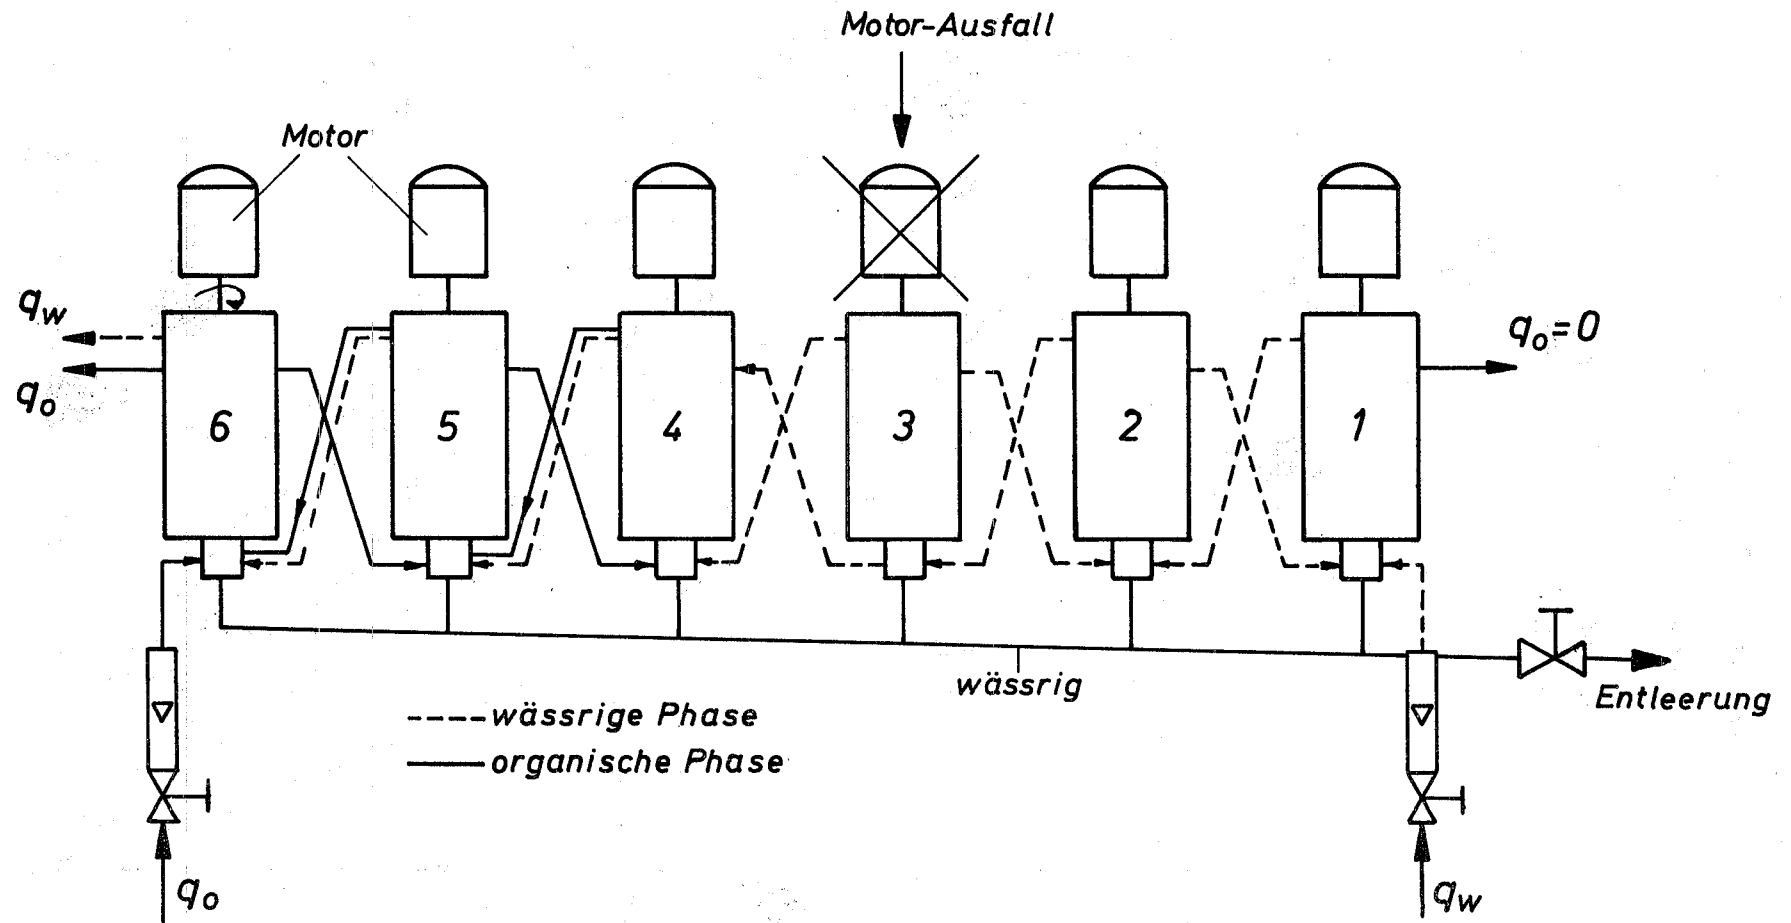 Motor-Ausfall
Motor
q_w
q_o
q_o=0
6
5
4
3
2
1
wässrig
Entleerung
wässrige Phase
organische Phase
q_o
q_w